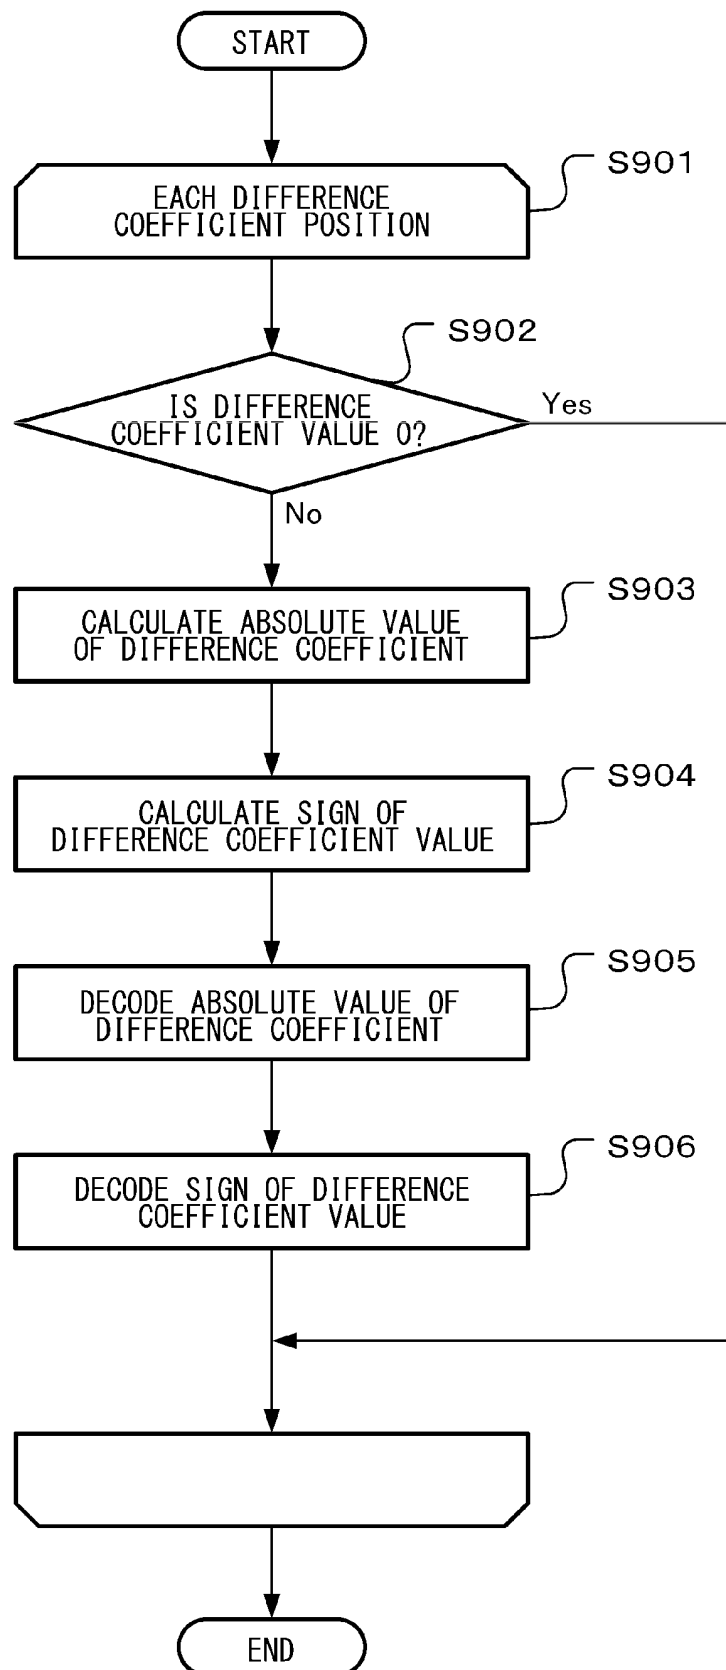 START
S901
EACH DIFFERENCE
COEFFICIENT POSITION
S902
IS DIFFERENCE
COEFFICIENT VALUE 0?
Yes
No
S903
CALCULATE ABSOLUTE VALUE
OF DIFFERENCE COEFFICIENT
S904
CALCULATE SIGN OF
DIFFERENCE COEFFICIENT VALUE
S905
DECODE ABSOLUTE VALUE OF
DIFFERENCE COEFFICIENT
S906
DECODE SIGN OF DIFFERENCE
COEFFICIENT VALUE
END